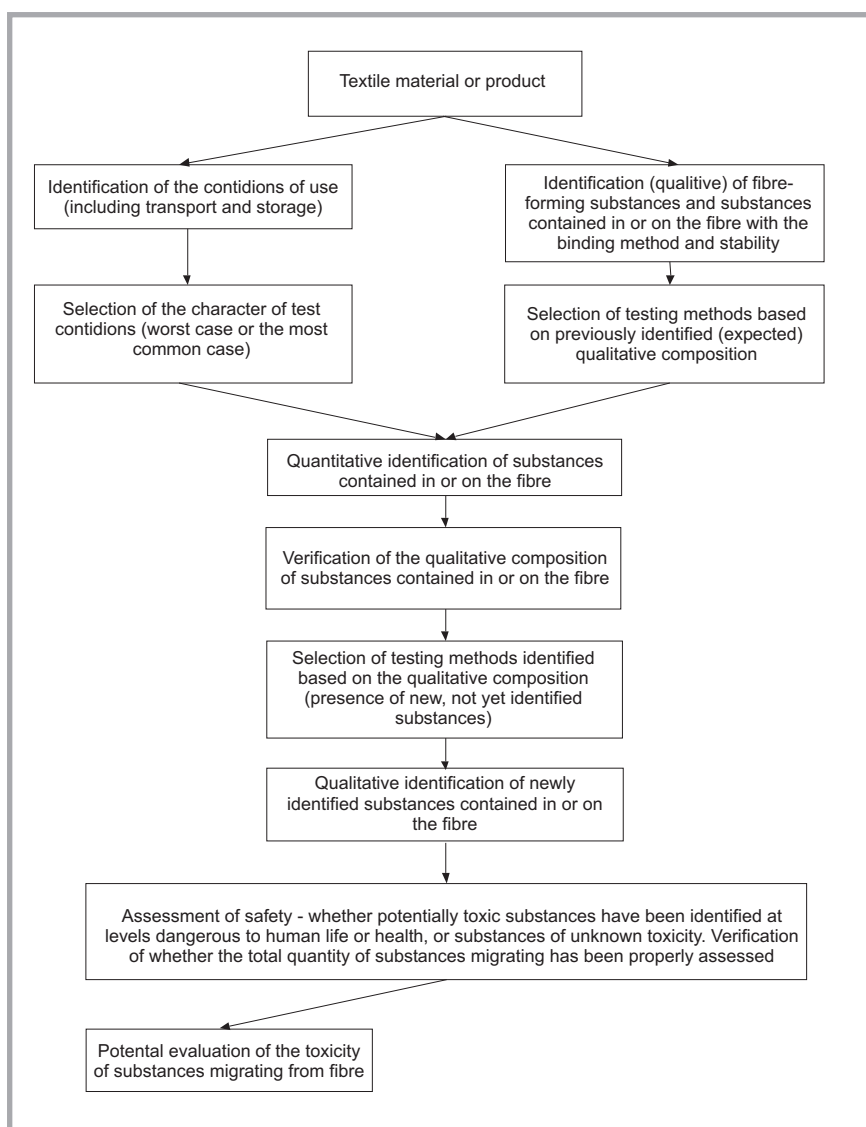 Textile material or product
Identification of the contidions of use
(including transport and storage)
Identification (qualitive) of fibre-
forming substances and substances
contained in or on the fibre with the
binding method and stability
Selection of the character of test
contidions (worst case or the most
common case)
Selection of testing methods based
on previously identified (expected)
qualitative composition
Quantitative identification of substances
contained in or on the fibre
Verification of the qualitative composition
of substances contained in or on the fibre
Selection of testing methods identified
based on the qualitative composition
(presence of new, not yet identified
substances)
Qualitative identification of newly
identified substances contained in or on
the fibre
Assessment of safety - whether potentially toxic substances have been identified at
levels dangerous to human life or health, or substances of unknown toxicity. Verification
of whether the total quantity of substances migrating has been properly assessed
Potental evaluation of the toxicity
of substances migrating from fibre